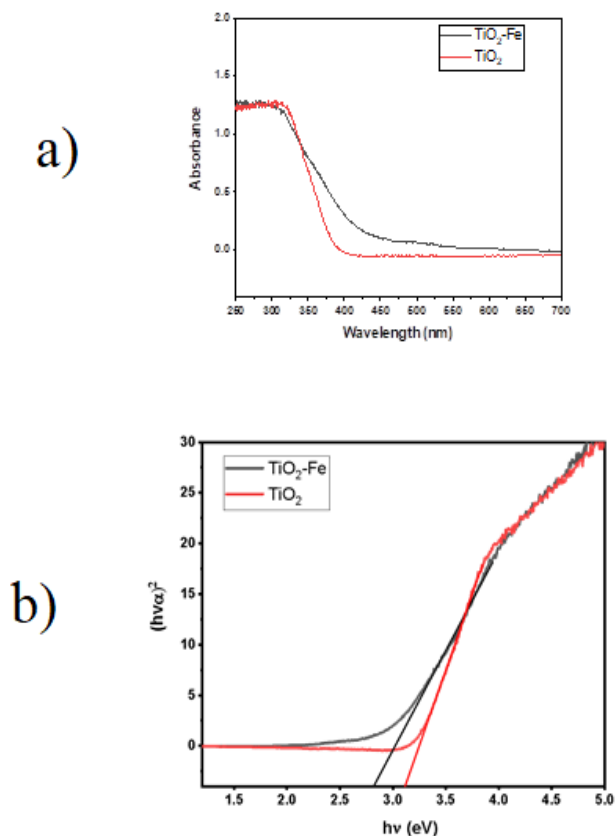 a)
TiO2-Fe
TiO2
2.0
1.5
1.0
0.5
0.0
Absorbance
250 300 350 400 450 500 550 600 650 700
Wavelength (nm)
b)
TiO2-Fe
TiO2
30
25
20
15
10
5
0
(hνα)²
1.5 2.0 2.5 3.0 3.5 4.0 4.5 5.0
hν (eV)